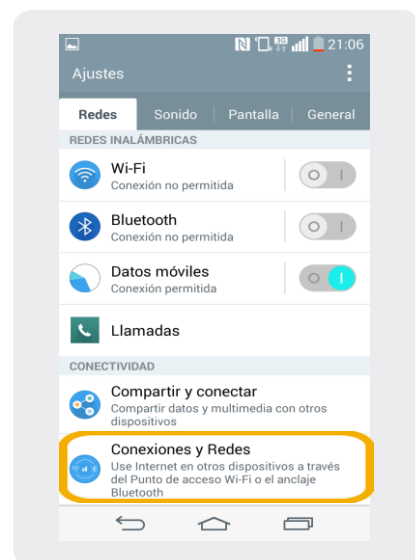 3G 21:06
Ajustes
Redes Sonido Pantalla General
REDES INALÁMBRICAS
Wi-Fi
Conexión no permitida
Bluetooth
Conexión no permitida
Datos móviles
Conexión permitida
Llamadas
CONECTIVIDAD
Compartir y conectar
Compartir datos y multimedia con otros
dispositivos
Conexiones y Redes
Use Internet en otros dispositivos a través
del Punto de acceso Wi-Fi o el anclaje
Bluetooth